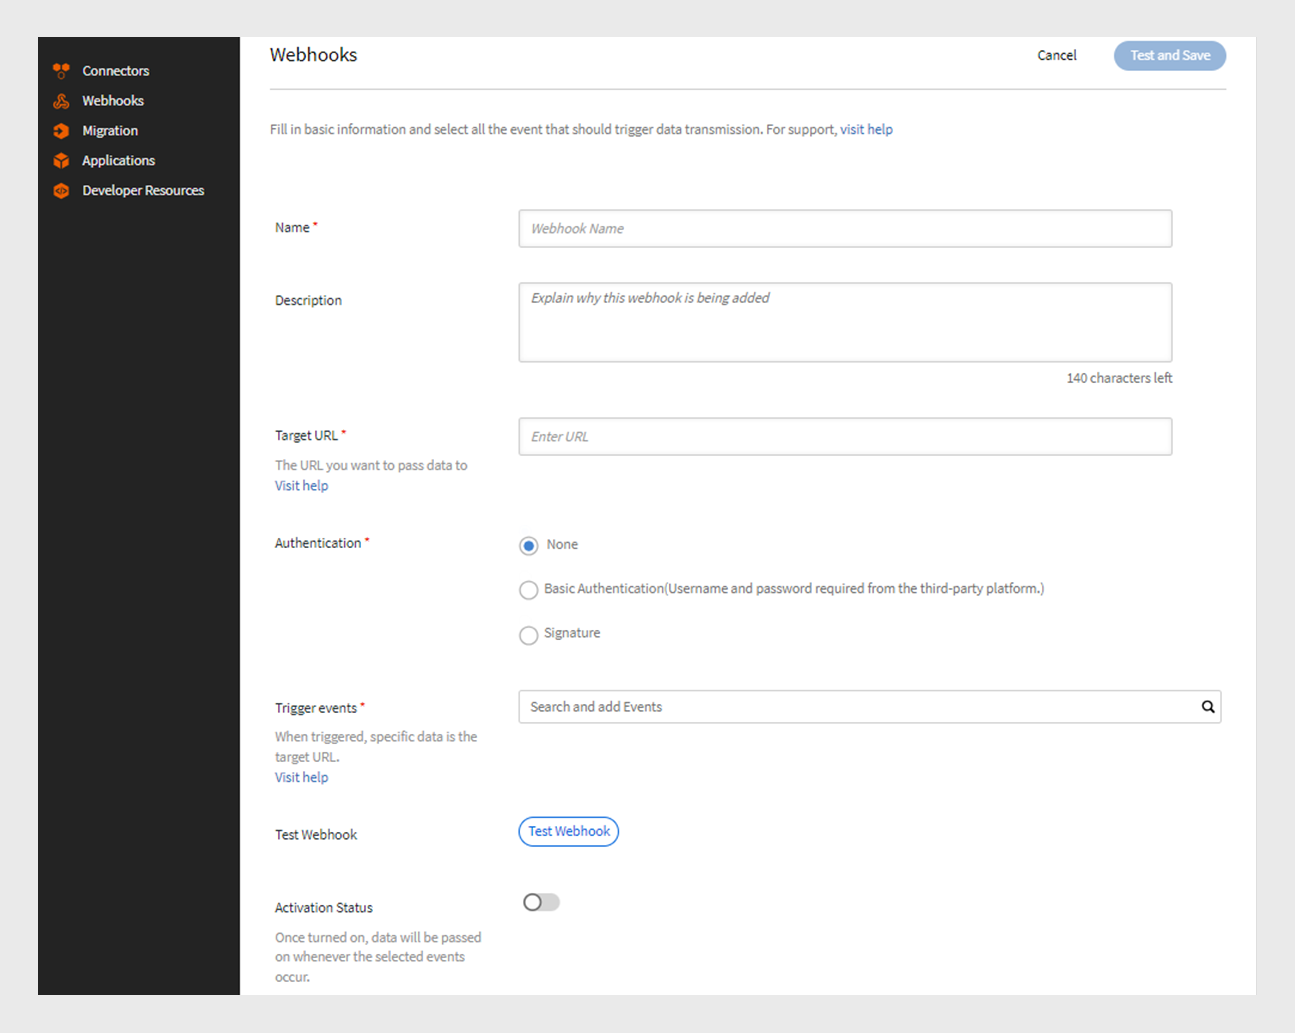 Connectors
Webhooks
Migration
Applications
Developer Resources
Webhooks
Cancel
Test and Save
Fill in basic information and select all the event that should trigger data transmission. For support, visit help
Name *
Webhook Name
Description
Explain why this webhook is being added
140 characters left
Target URL *
Enter URL
The URL you want to pass data to
Visit help
Authentication *
None
Basic Authentication(Username and password required from the third-party platform.)
Signature
Trigger events *
Search and add Events
When triggered, specific data is the
target URL.
Visit help
Test Webhook
Test Webhook
Activation Status
Once turned on, data will be passed
on whenever the selected events
occur.